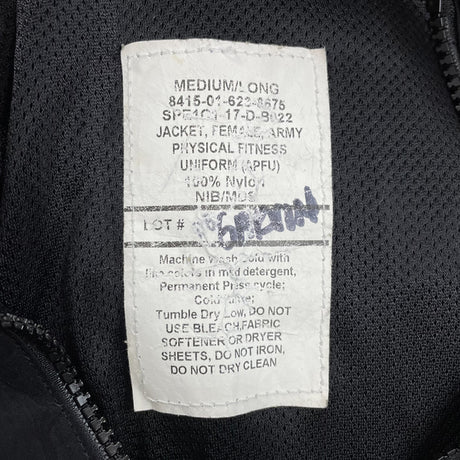 MEDIUM/LONG
8415-01-623-8675
SPE1C1-17-D-B022
JACKET, FEMALE, ARMY
PHYSICAL FITNESS
UNIFORM (APFU)
100% Nylon
NIB/MDS
LOT #
Machine Wash Cold with
like colors in mild detergent,
Permanent Press cycle;
Cold rinse;
Tumble Dry Low, DO NOT
USE BLEACH,FABRIC
SOFTENER OR DRYER
SHEETS, DO NOT IRON,
DO NOT DRY CLEAN